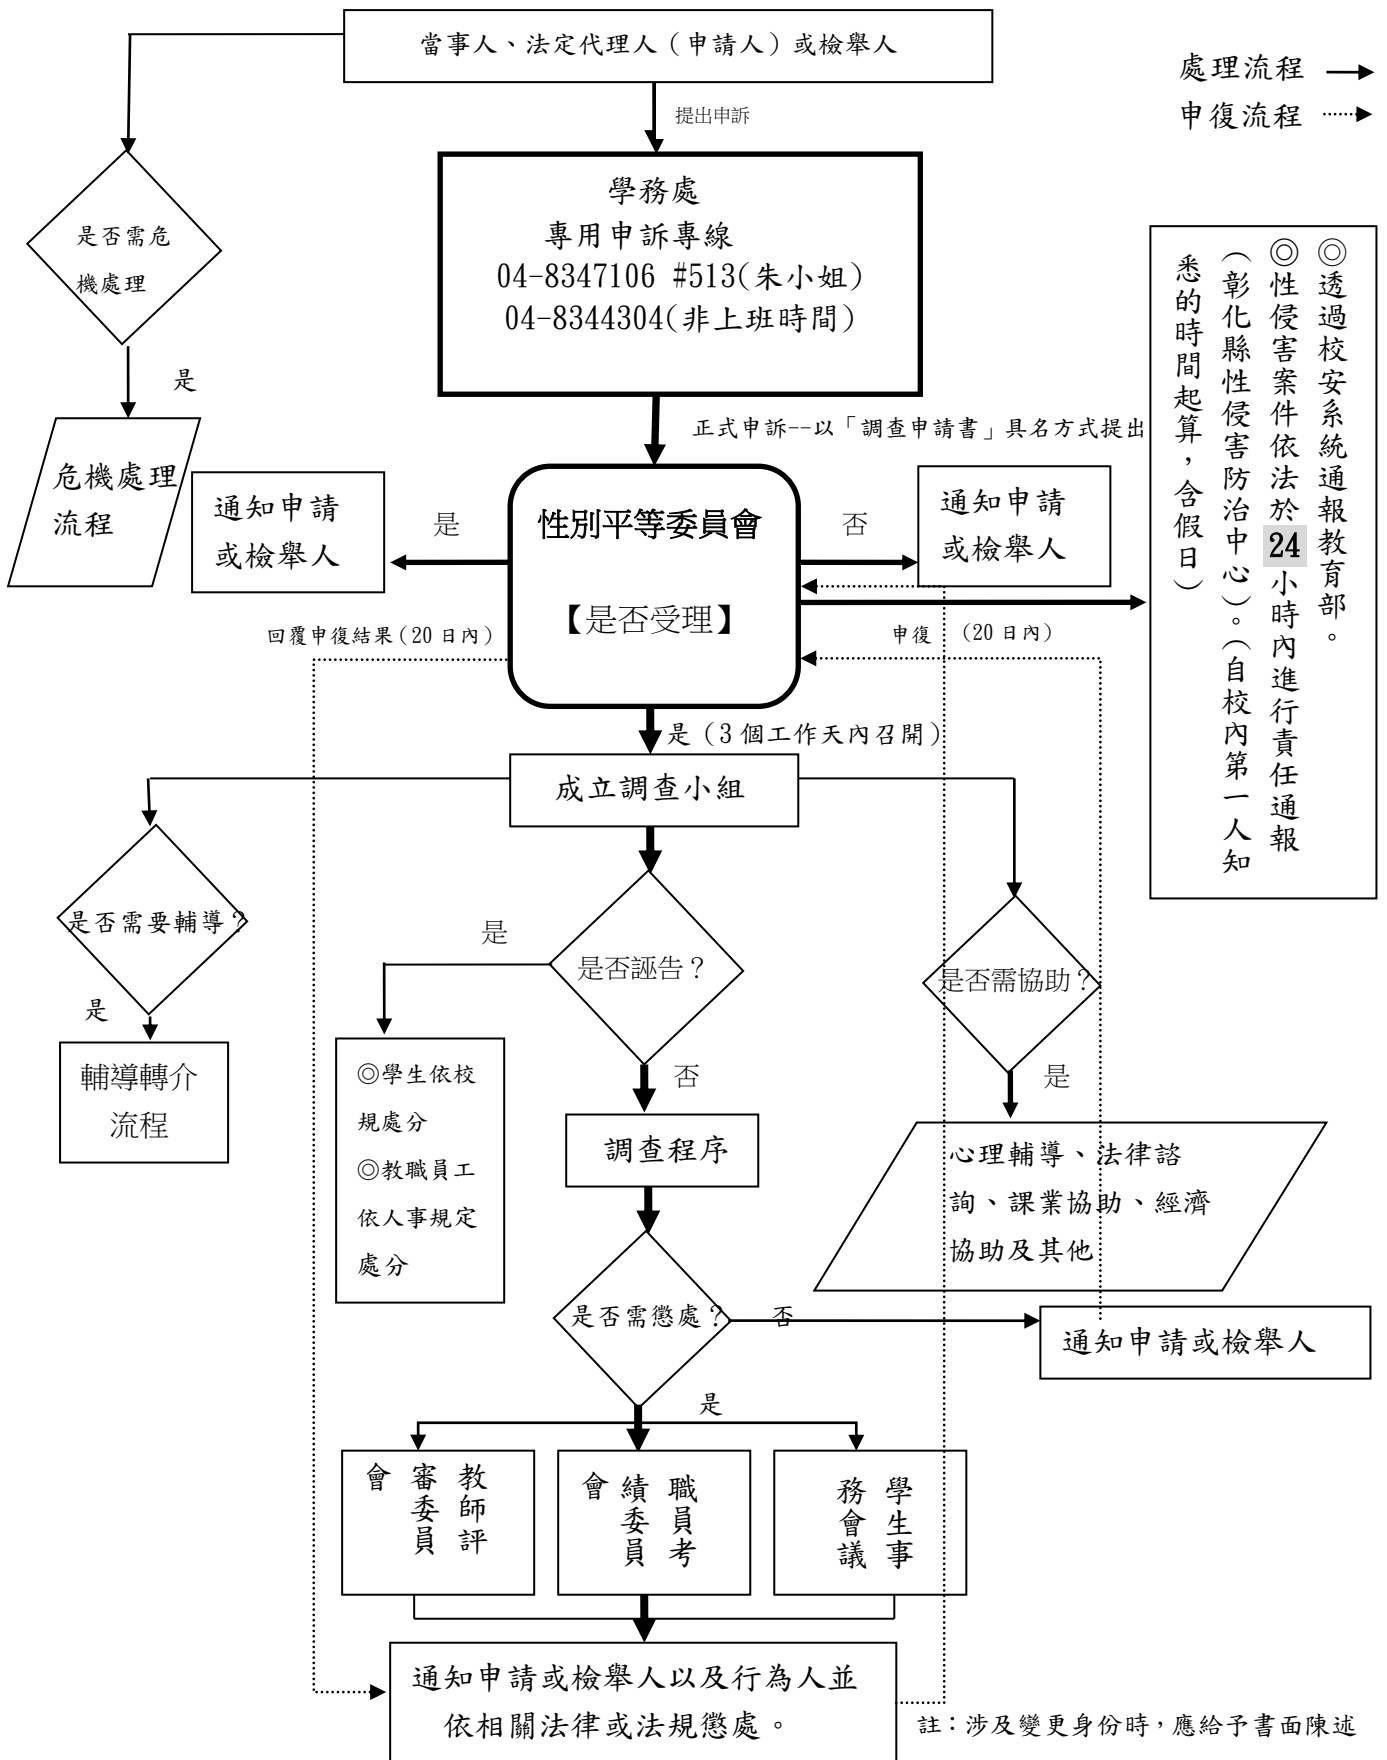 當事人、法定代理人（申請人）或檢舉人
處理流程
申復流程
提出申訴
學務處
專用申訴專線
04-8347106 #513(朱小姐)
04-8344304(非上班時間)
是否需危
機處理
是
危機處理
流程
◎透過校安系統通報教育部。
◎性侵害案件依法於24小時內進行責任通報
（彰化縣性侵害防治中心）。（自校內第一人知
悉的時間起算，含假日）
正式申訴--以「調查申請書」具名方式提出
通知申請
或檢舉人
是
性別平等委員會
【是否受理】
否
通知申請
或檢舉人
回覆申復結果(20日內)
申復 (20日內)
是（3個工作天內召開）
成立調查小組
是否需要輔導？
是
輔導轉介
流程
是否誣告？
是
◎學生依校
規處分
◎教職員工
依人事規定
處分
否
調查程序
是否需協助？
是
心理輔導、法律諮
詢、課業協助、經濟
協助及其他
是否需懲處？
否
通知申請或檢舉人
是
教師評
審委員
會
職員考
績委員
會
學生事
務會議
通知申請或檢舉人以及行為人並
依相關法律或法規懲處。
註：涉及變更身份時，應給予書面陳述